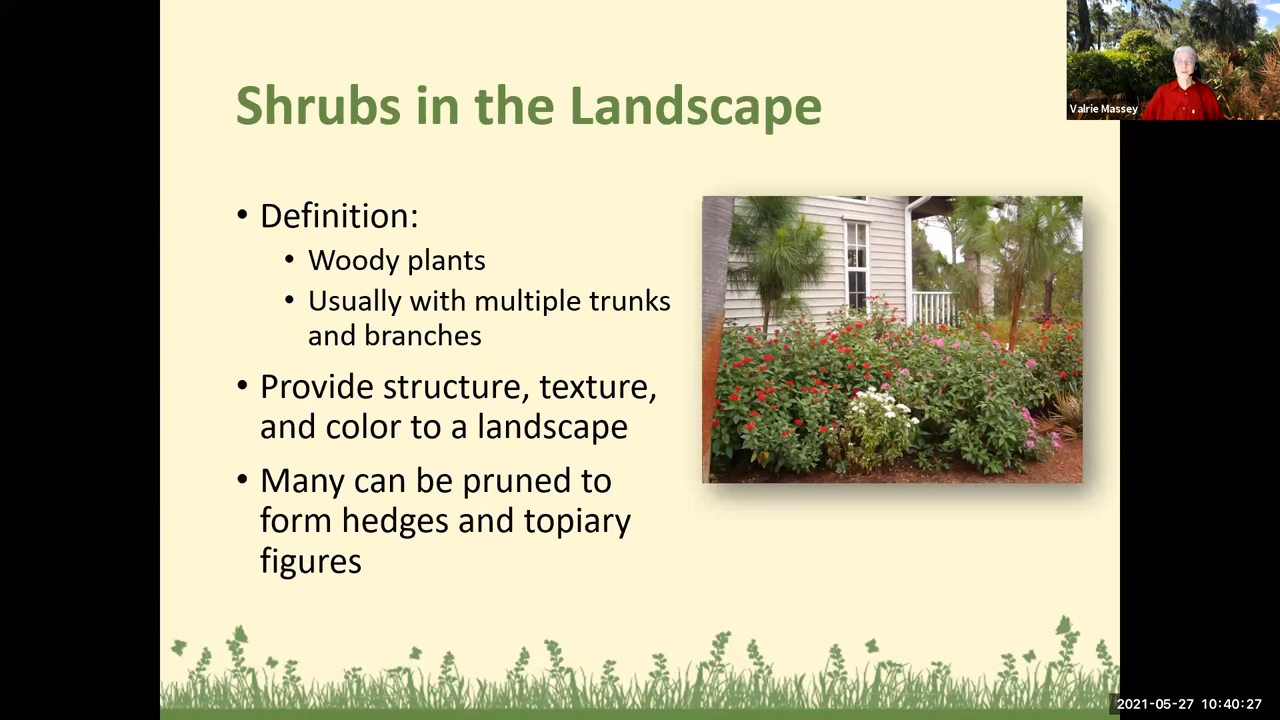 Shrubs in the Landscape
Valrie Massey
• Definition:
• Woody plants
• Usually with multiple trunks
and branches
• Provide structure, texture,
and color to a landscape
• Many can be pruned to
form hedges and topiary
figures
2021-05-27 10:40:27